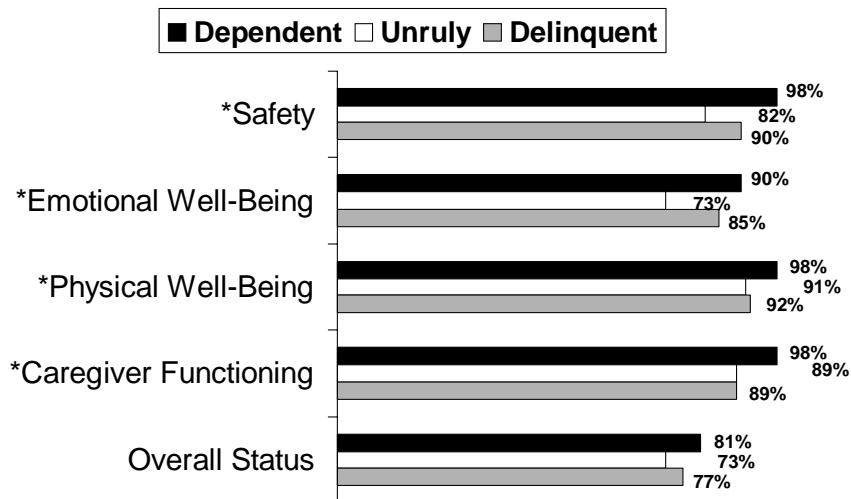 Dependent Unruly Delinquent
*Safety
98%
82%
90%
*Emotional Well-Being
90%
73%
85%
*Physical Well-Being
98%
91%
92%
*Caregiver Functioning
98%
89%
89%
Overall Status
81%
73%
77%